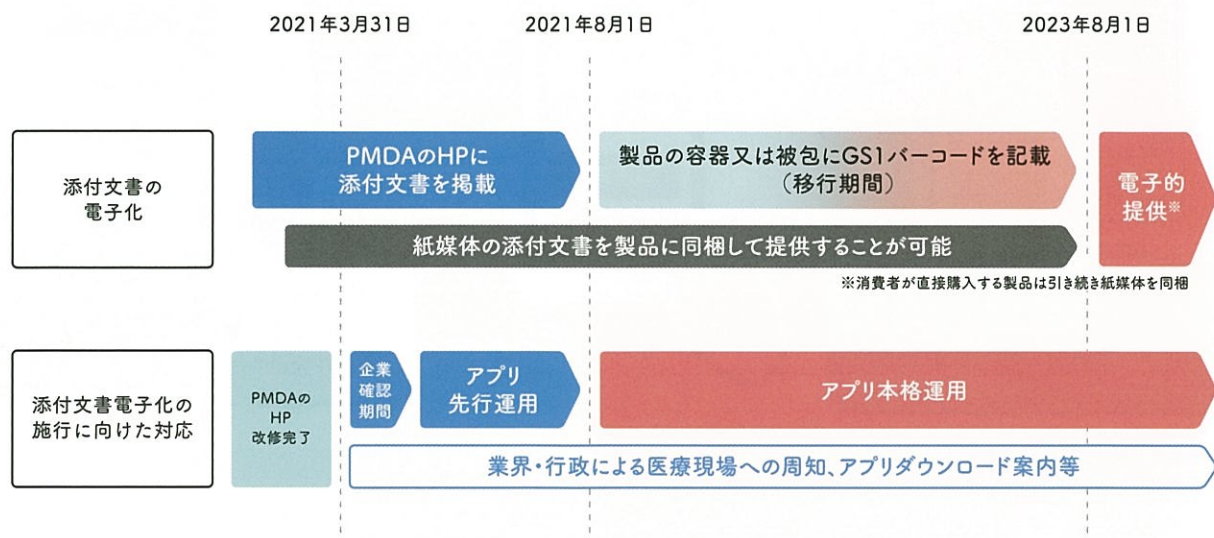 2021年3月31日
2021年8月1日
2023年8月1日
添付文書の
電子化
PMDAのHPに
添付文書を掲載
製品の容器又は被包にGS1バーコードを記載
(移行期間)
電子的
提供※
紙媒体の添付文書を製品に同梱して提供することが可能
※消費者が直接購入する製品は引き続き紙媒体を同梱
添付文書電子化の
施行に向けた対応
PMDAの
HP
改修完了
企業
確認
期間
アプリ
先行運用
アプリ本格運用
業界・行政による医療現場への周知、アプリダウンロード案内等